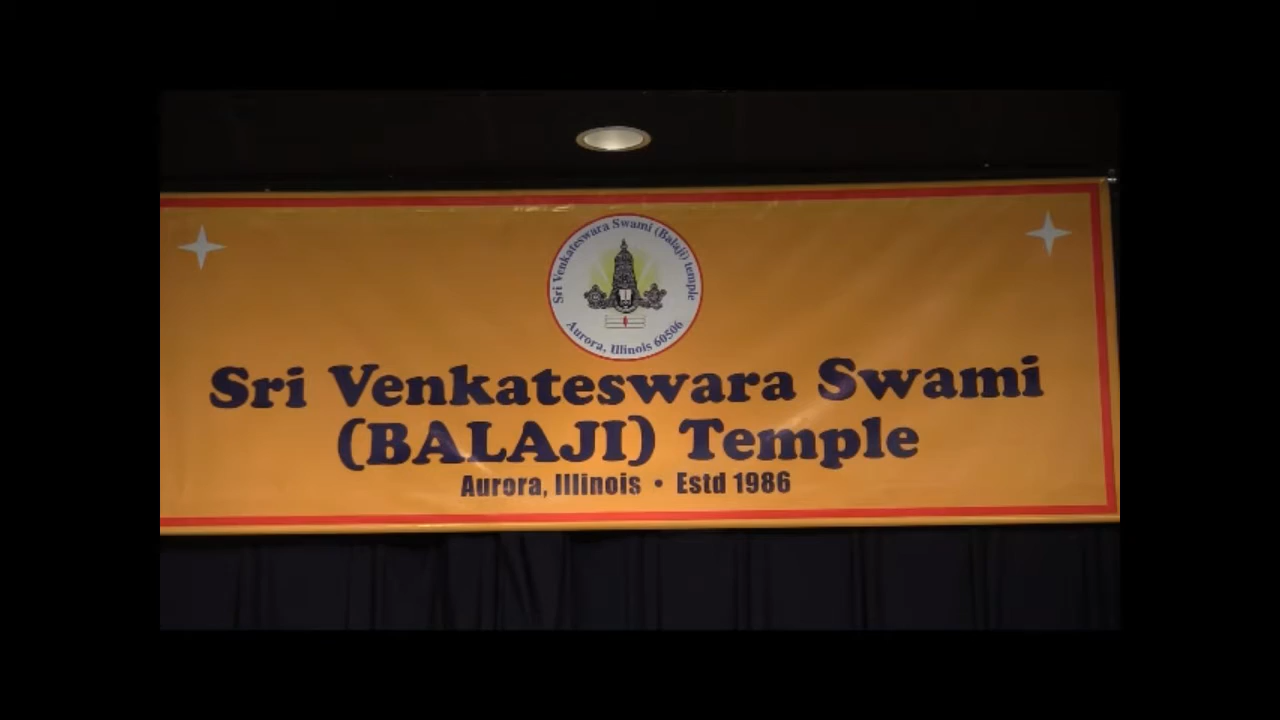 Sri Venkateswara Swami (Balaji) temple
Aurora, Illinois 60506
Sri Venkateswara Swami
(BALAJI) Temple
Aurora, Illinois • Estd 1986